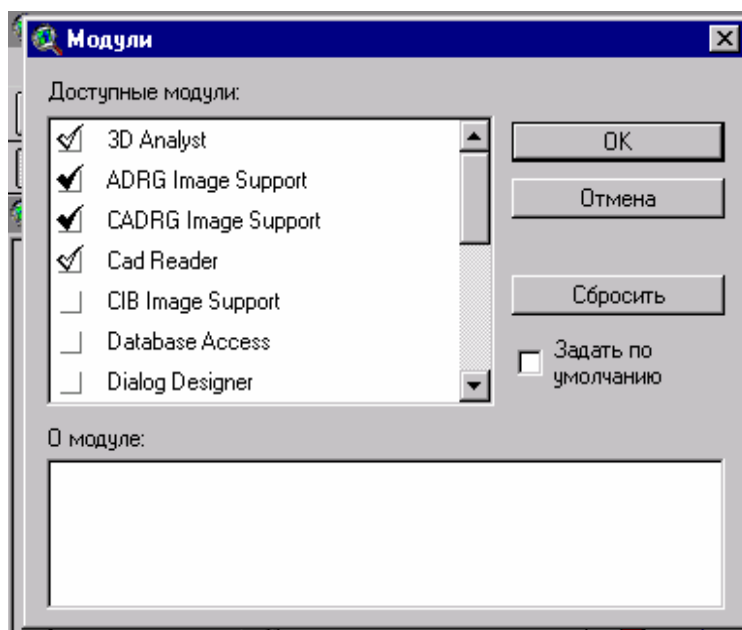 Модули
Доступные модули:
3D Analyst
ADRG Image Support
CADRG Image Support
Cad Reader
CIB Image Support
Database Access
Dialog Designer
OK
Отмена
Сбросить
Задать по
умолчанию
О модуле: